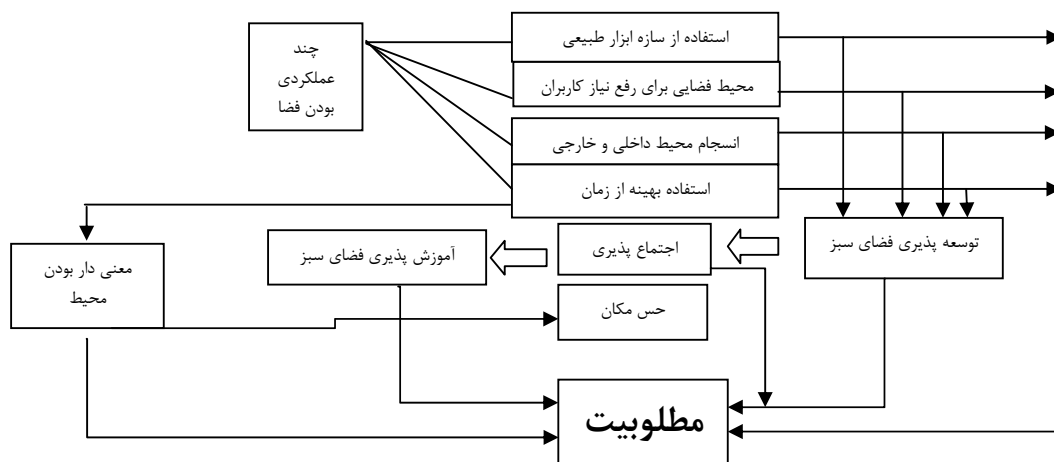 چند
عملکردی
بودن فضا
استفاده از سازه ابزار طبیعی
محیط فضایی برای رفع نیاز کاربران
انسجام محیط داخلی و خارجی
استفاده بهینه از زمان
توسعه پذیری فضای سبز
اجتماع پذیری
آموزش پذیری فضای سبز
معنی دار بودن
محیط
حس مکان
مطلوبیت